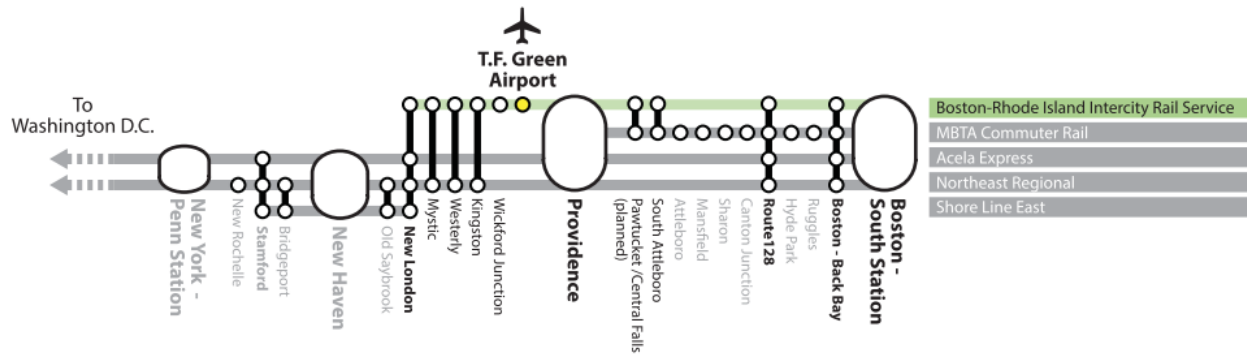 T.F. Green
Airport
To
Washington D.C.
Boston-Rhode Island Intercity Rail Service
MBTA Commuter Rail
Acela Express
Northeast Regional
Shore Line East
New York -
Penn Station
New Rochelle
Stamford
Bridgeport
New Haven
Old Saybrook
New London
Mystic
Westerly
Kingston
Wickford Junction
Providence
Pawtucket /Central Falls
(planned)
South Attleboro
Attleboro
Mansfield
Sharon
Canton Junction
Route128
Hyde Park
Ruggles
Boston - Back Bay
Boston -
South Station